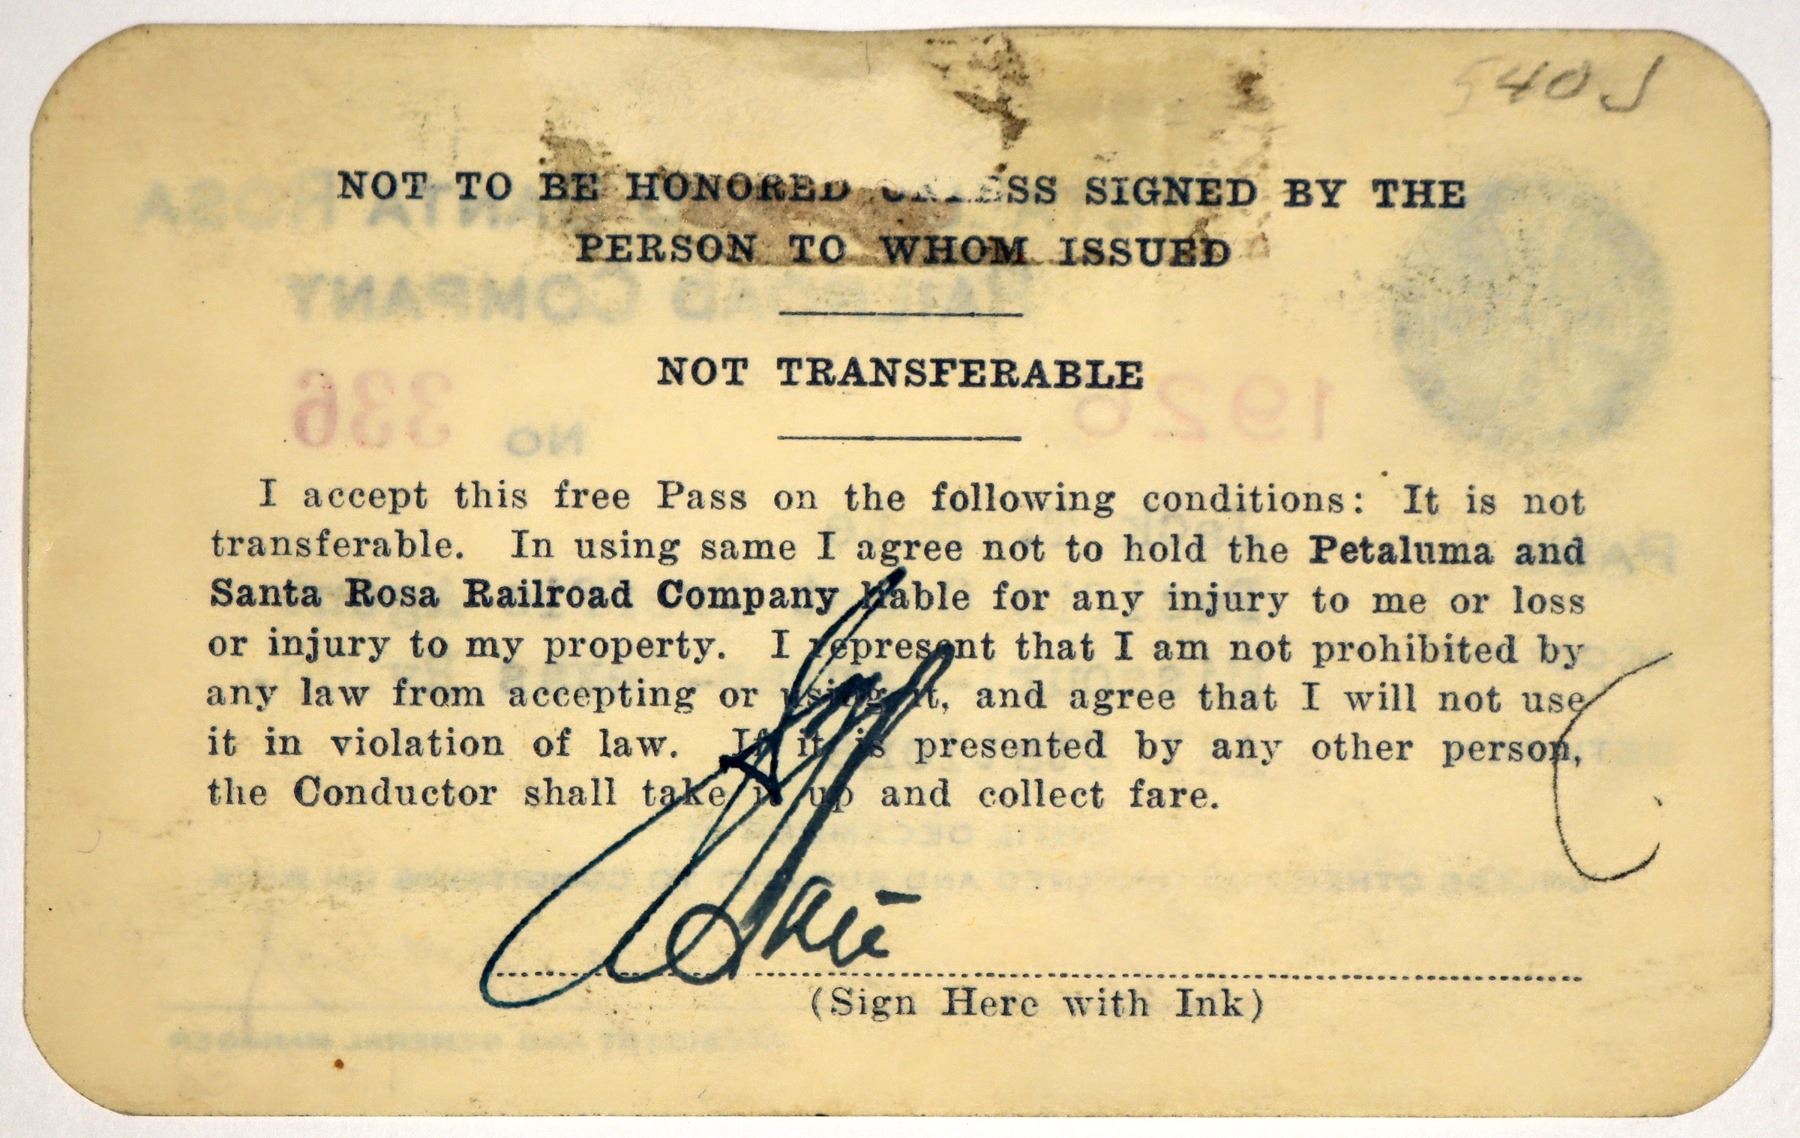 540 J
NOT TO BE HONORED UNLESS SIGNED BY THE
PERSON TO WHOM ISSUED
NOT TRANSFERABLE
I accept this free Pass on the following conditions: It is not
transferable. In using same I agree not to hold the Petaluma and
Santa Rosa Railroad Company liable for any injury to me or loss
or injury to my property. I represent that I am not prohibited by
any law from accepting or using it, and agree that I will not use
it in violation of law. If it is presented by any other person,
the Conductor shall take it up and collect fare.
(Sign Here with Ink)